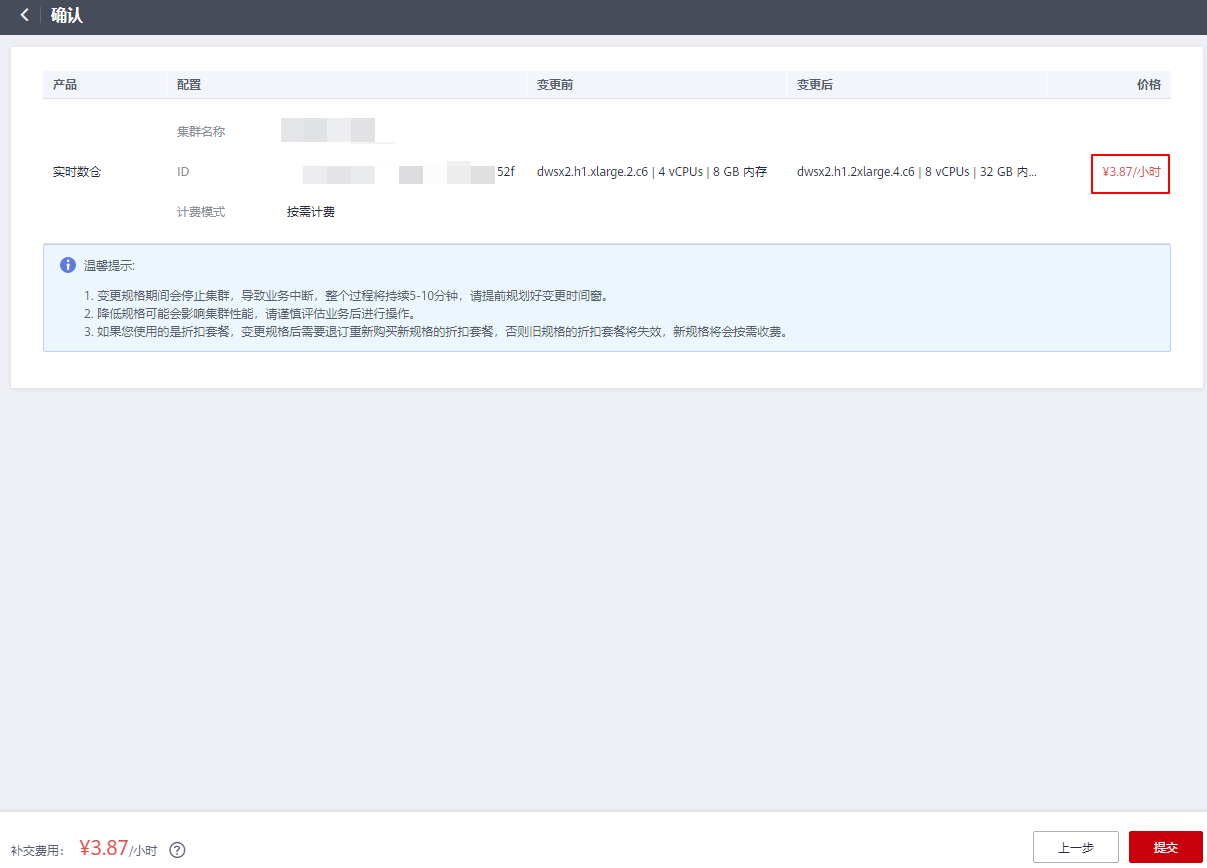 确认
产品 配置 变更前 变更后 价格
集群名称
实时数仓 ID 52f dwsx2.h1.xlarge.2.c6 | 4 vCPUs | 8 GB 内存 dwsx2.h1.2xlarge.4.c6 | 8 vCPUs | 32 GB 内... ¥3.87/小时
计费模式 按需计费
温馨提示:
1. 变更规格期间会停止集群，导致业务中断，整个过程将持续5-10分钟，请提前规划好变更时间窗。
2. 降低规格可能会影响集群性能，请谨慎评估业务后进行操作。
3. 如果您使用的是折扣套餐，变更规格后需要退订重新购买新规格的折扣套餐，否则旧规格的折扣套餐将失效，新规格将会按需收费。
补交费用： ¥3.87/小时 ? 上一步 提交